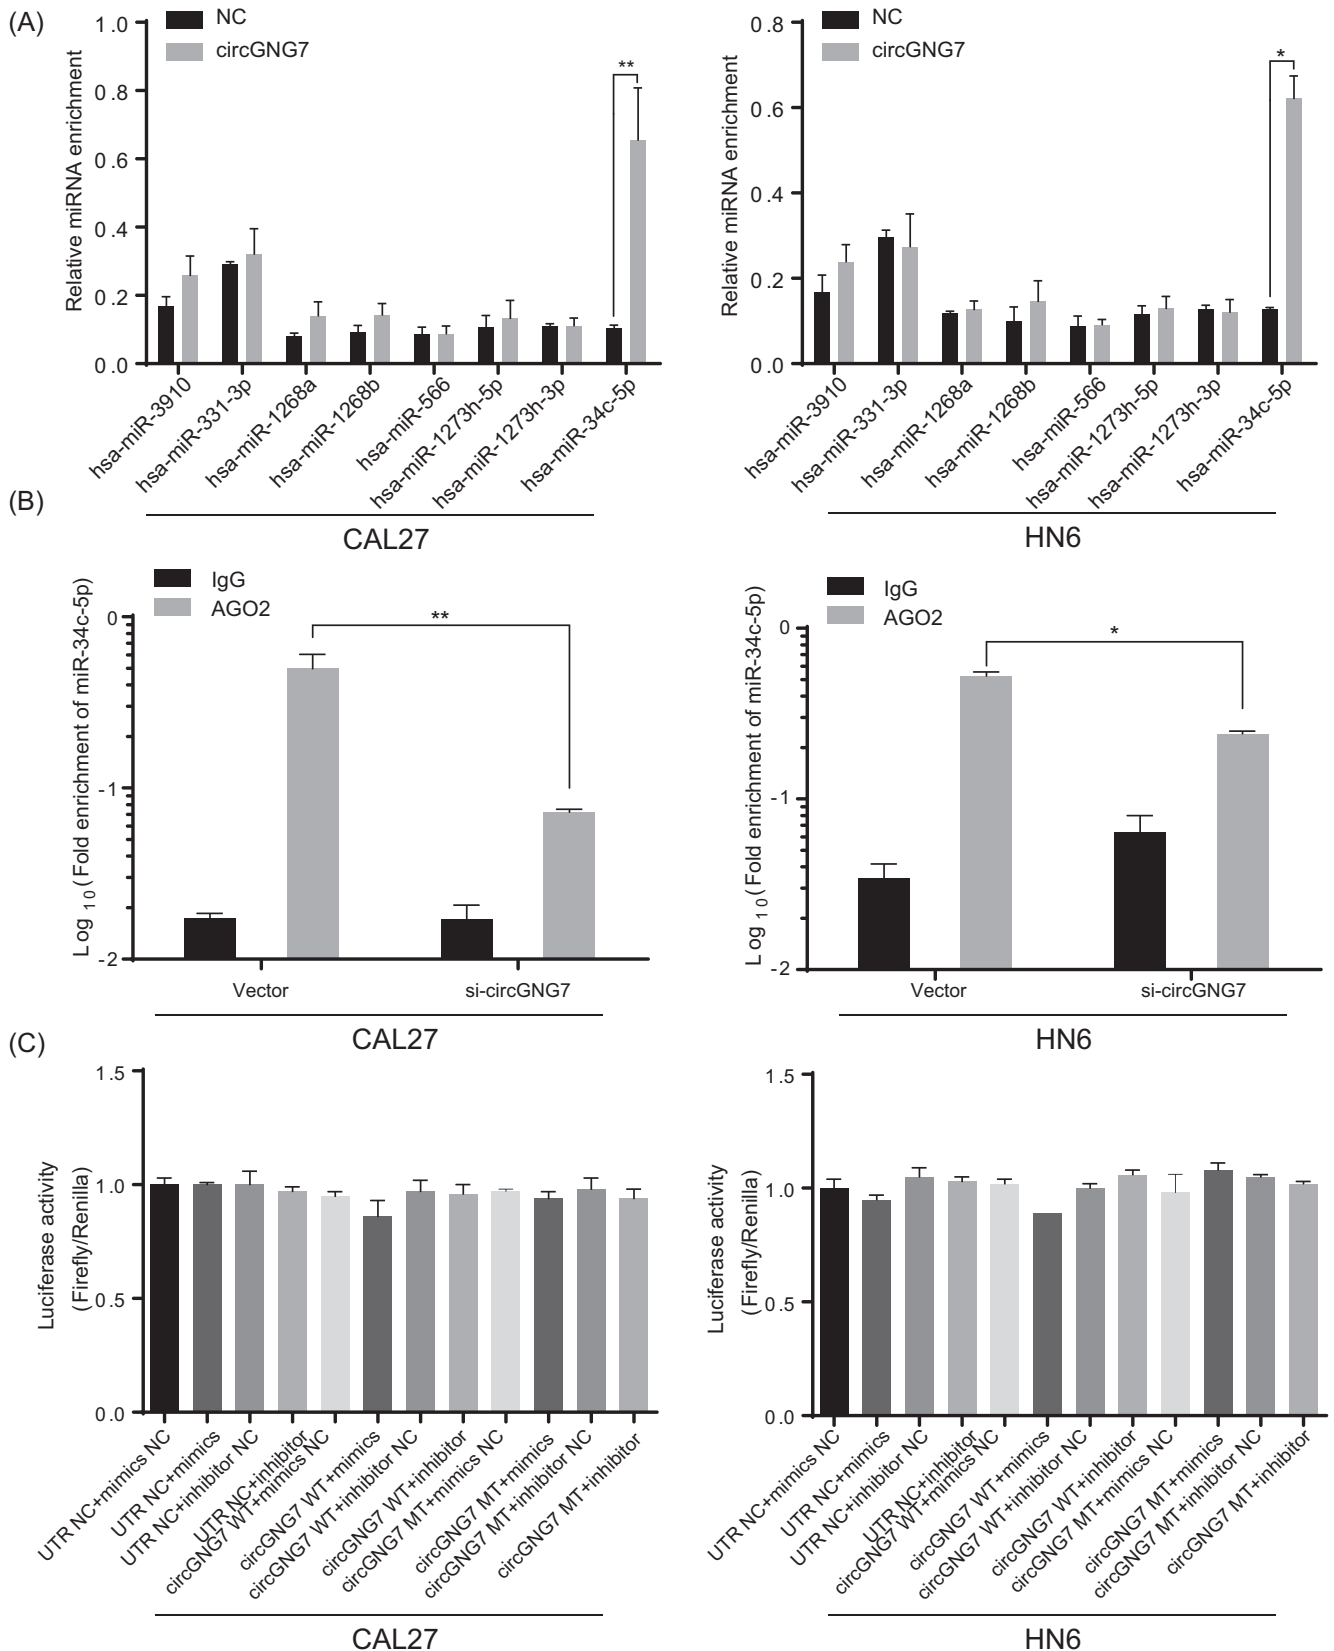 (A)
NC
circGNG7
Relative miRNA enrichment
1.0
0.8
0.6
0.4
0.2
0.0
**
hsa-miR-3910
hsa-miR-331-3p
hsa-miR-1268a
hsa-miR-1268b
hsa-miR-566
hsa-miR-1273h-5p
hsa-miR-1273h-3p
hsa-miR-34c-5p
CAL27
NC
circGNG7
Relative miRNA enrichment
0.8
0.6
0.4
0.2
0.0
*
hsa-miR-3910
hsa-miR-331-3p
hsa-miR-1268a
hsa-miR-1268b
hsa-miR-566
hsa-miR-1273h-5p
hsa-miR-1273h-3p
hsa-miR-34c-5p
HN6
(B)
IgG
AGO2
Log 10(Fold enrichment of miR-34c-5p)
0
-1
-2
**
Vector
si-circGNG7
CAL27
IgG
AGO2
Log 10(Fold enrichment of miR-34c-5p)
0
-1
-2
*
Vector
si-circGNG7
HN6
(C)
Luciferase activity
(Firefly/Renilla)
1.5
1.0
0.5
0.0
UTR NC+mimics NC
UTR NC+mimics
UTR NC+inhibitor NC
UTR NC+inhibitor
circGNG7 WT+mimics NC
circGNG7 WT+mimics
circGNG7 WT+inhibitor NC
circGNG7 WT+inhibitor
circGNG7 MT+mimics NC
circGNG7 MT+mimics
circGNG7 MT+inhibitor NC
circGNG7 MT+inhibitor
CAL27
Luciferase activity
(Firefly/Renilla)
1.5
1.0
0.5
0.0
UTR NC+mimics NC
UTR NC+mimics
UTR NC+inhibitor NC
UTR NC+inhibitor
circGNG7 WT+mimics NC
circGNG7 WT+mimics
circGNG7 WT+inhibitor NC
circGNG7 WT+inhibitor
circGNG7 MT+mimics NC
circGNG7 MT+mimics
circGNG7 MT+inhibitor NC
circGNG7 MT+inhibitor
HN6